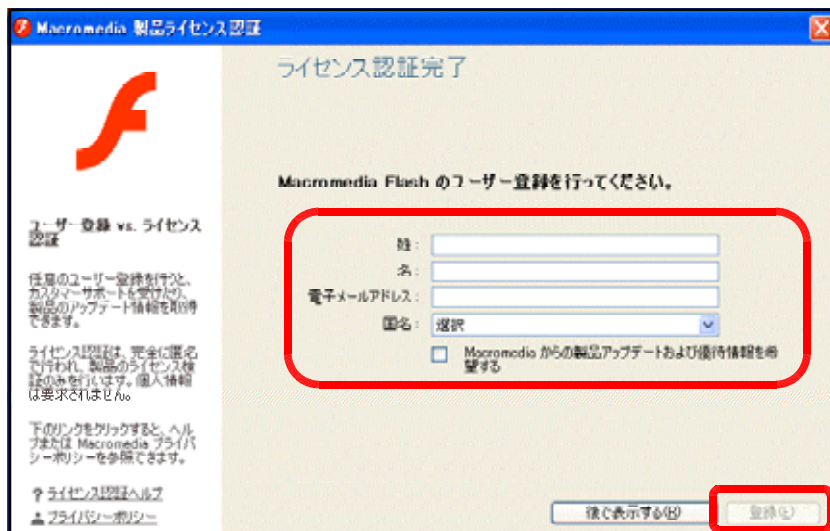 Macromedia 製品ライセンス認証
ライセンス認証完了
Macromedia Flash のユーザー登録を行ってください。
ユーザー登録 vs. ライセンス
認証
任意のユーザー登録を行うと、
カスタマーサポートを受けたり、
製品のアップデート情報を取得
できます。
ライセンス認証は、完全に匿名
で行われ、製品のライセンス検
証のみを行います。個人情報
は要求されません。
下のリンクをクリックすると、ヘル
プまたは Macromedia プライバ
シーポリシーを参照できます。
? ライセンス認証ヘルプ
プライバシーポリシー
姓:
名:
電子メールアドレス:
国名: 選択
Macromedia からの製品アップデートおよび優待情報を希
望する
後で表示する(R)
登録(E)